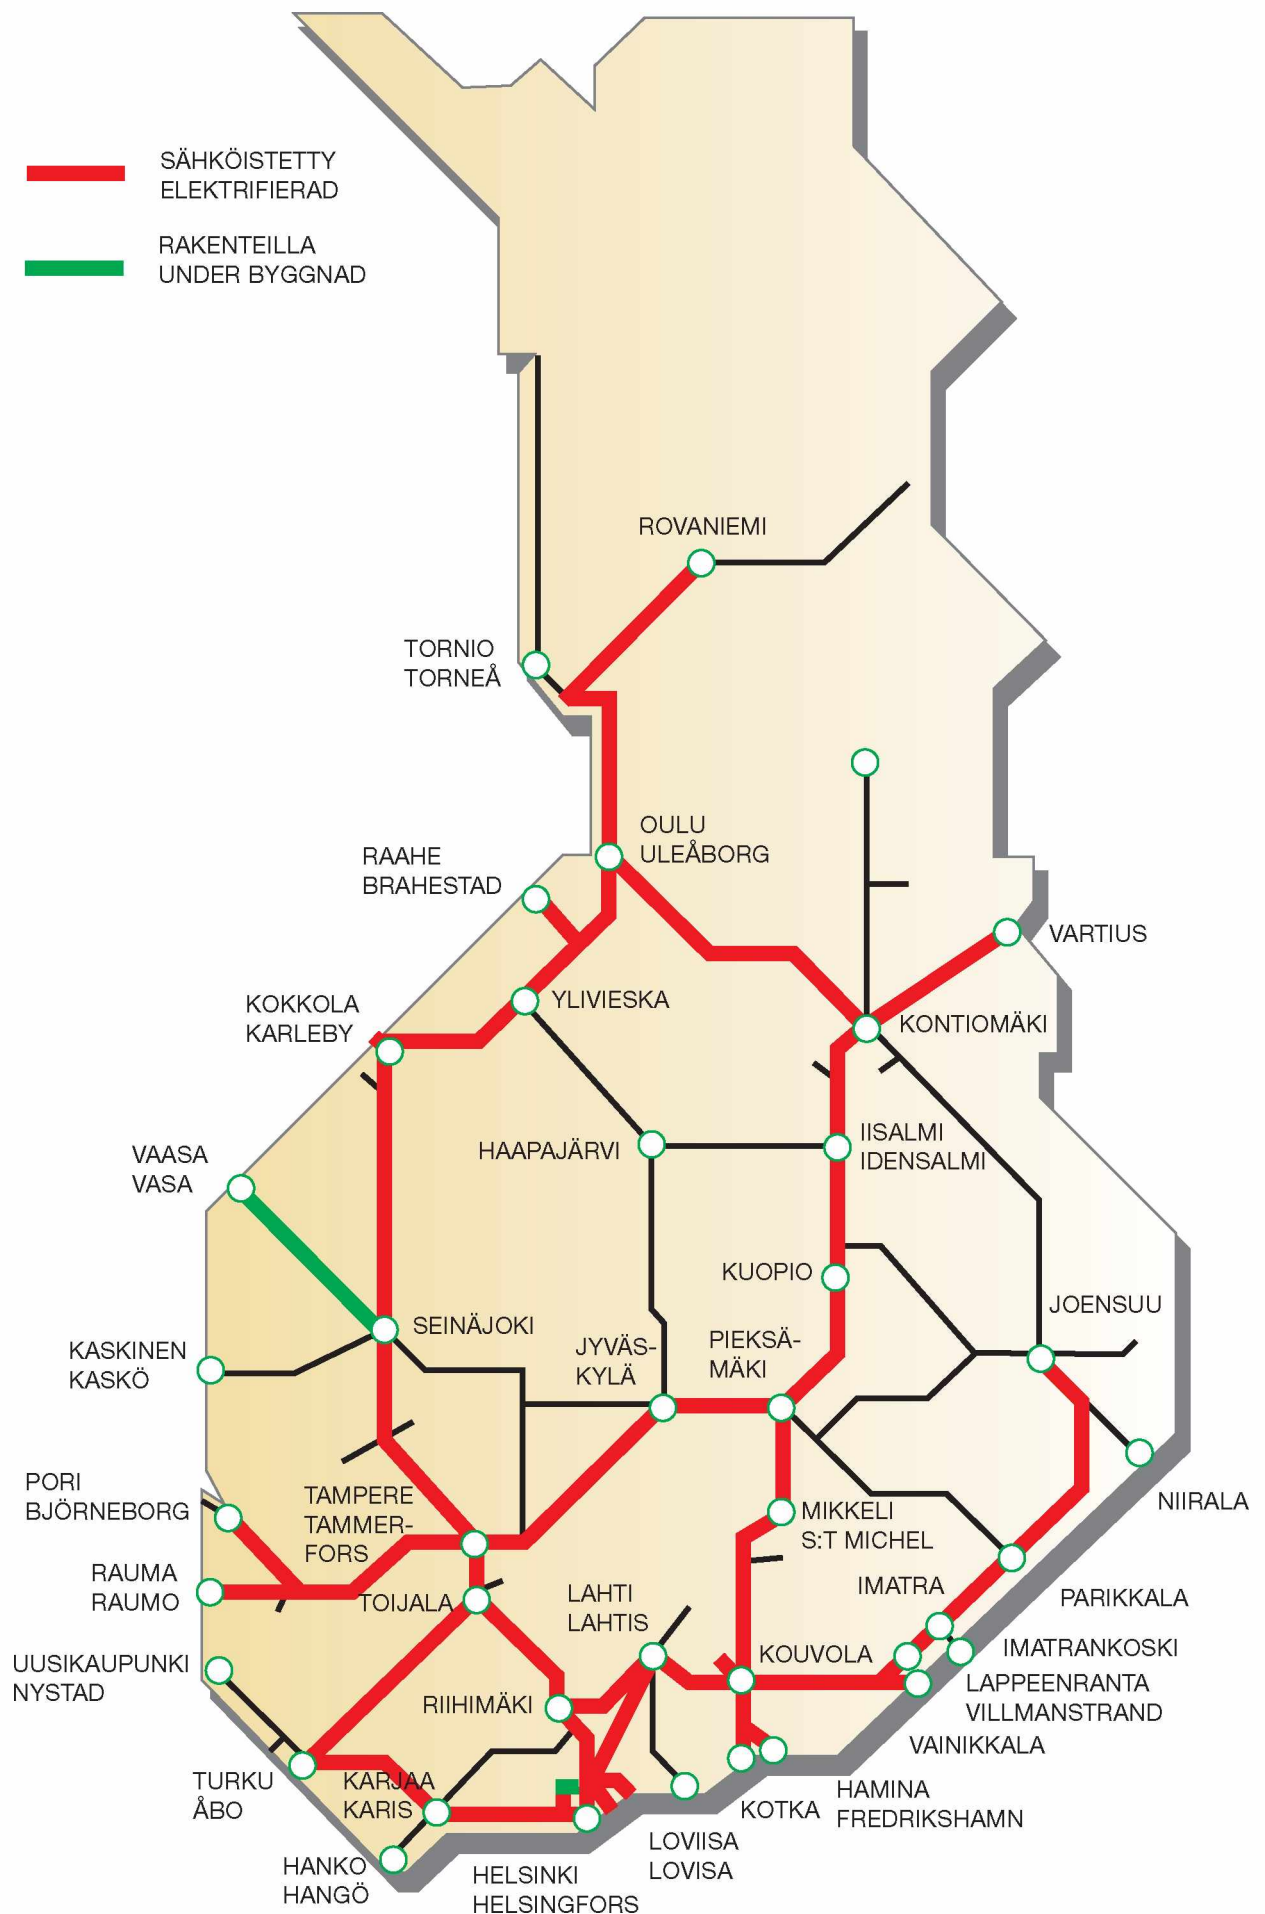 SÄHKÖISTETTY
ELEKTRIFIERAD
RAKENTEILLA
UNDER BYGGNAD
ROVANIEMI
TORNIO
TORNEÅ
OULU
ULEÅBORG
RAAHE
BRAHESTAD
VARTIUS
YLIVIESKA
KOKKOLA
KARLEBY
KONTIOMÄKI
HAAPAJÄRVI
IISALMI
IDENSALMI
VAASA
VASA
KUOPIO
JOENSUU
SEINÄJOKI
JYVÄS-
KYLÄ
PIEKSÄ-
MÄKI
KASKINEN
KASKÖ
PORI
BJÖRNEBORG
TAMPERE
TAMMER-
FORS
MIKKELI
S:T MICHEL
NIIRALA
RAUMA
RAUMO
TOIJALA
LAHTI
LAHTIS
IMATRA
PARIKKALA
UUSIKAUPUNKI
NYSTAD
RIIHIMÄKI
KOUVOLA
IMATRANKOSKI
LAPPEENRANTA
VILLMANSTRAND
VAINIKKALA
TURKU
ÅBO
KARJAA
KARIS
KOTKA
HAMINA
FREDRIKSHAMN
LOVIISA
LOVISA
HANKO
HANGÖ
HELSINKI
HELSINGFORS